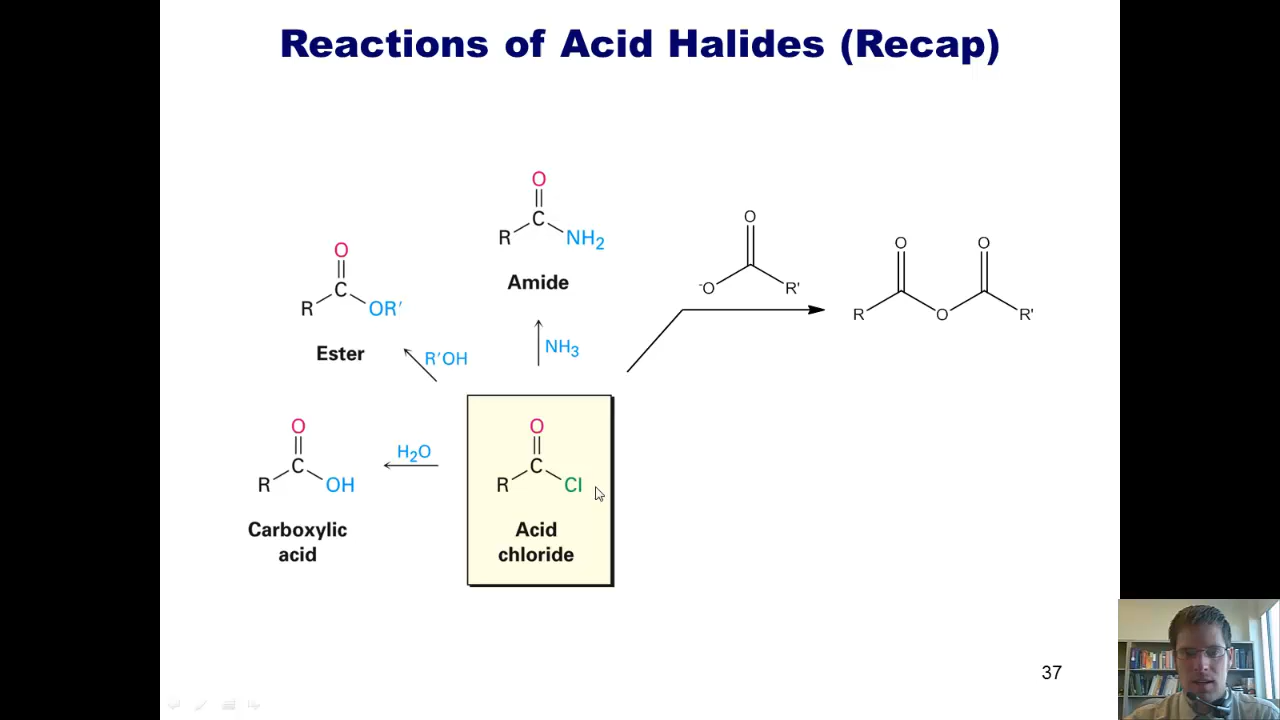 Reactions of Acid Halides (Recap)
O
C
R
NH₂
Amide
O
C
R
OR′
Ester
R′OH
NH₃
O
⁻O
R'
O
O
R
O
R'
O
C
R
OH
Carboxylic
acid
H₂O
O
C
R
Cl
Acid
chloride
37